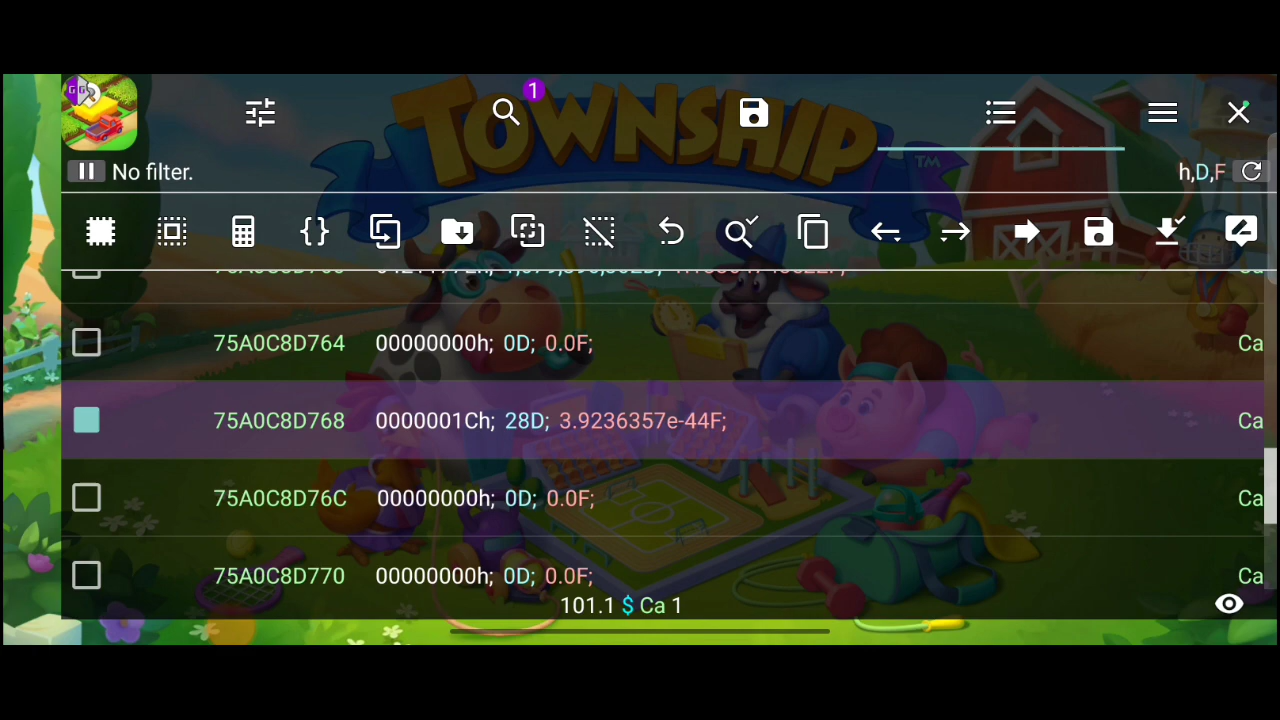 TOWNSHIP™
1
No filter.
h,D,F
75A0C8D764 00000000h; 0D; 0.0F; Ca
75A0C8D768 0000001Ch; 28D; 3.9236357e-44F; Ca
75A0C8D76C 00000000h; 0D; 0.0F; Ca
75A0C8D770 00000000h; 0D; 0.0F; Ca
101.1 $ Ca 1